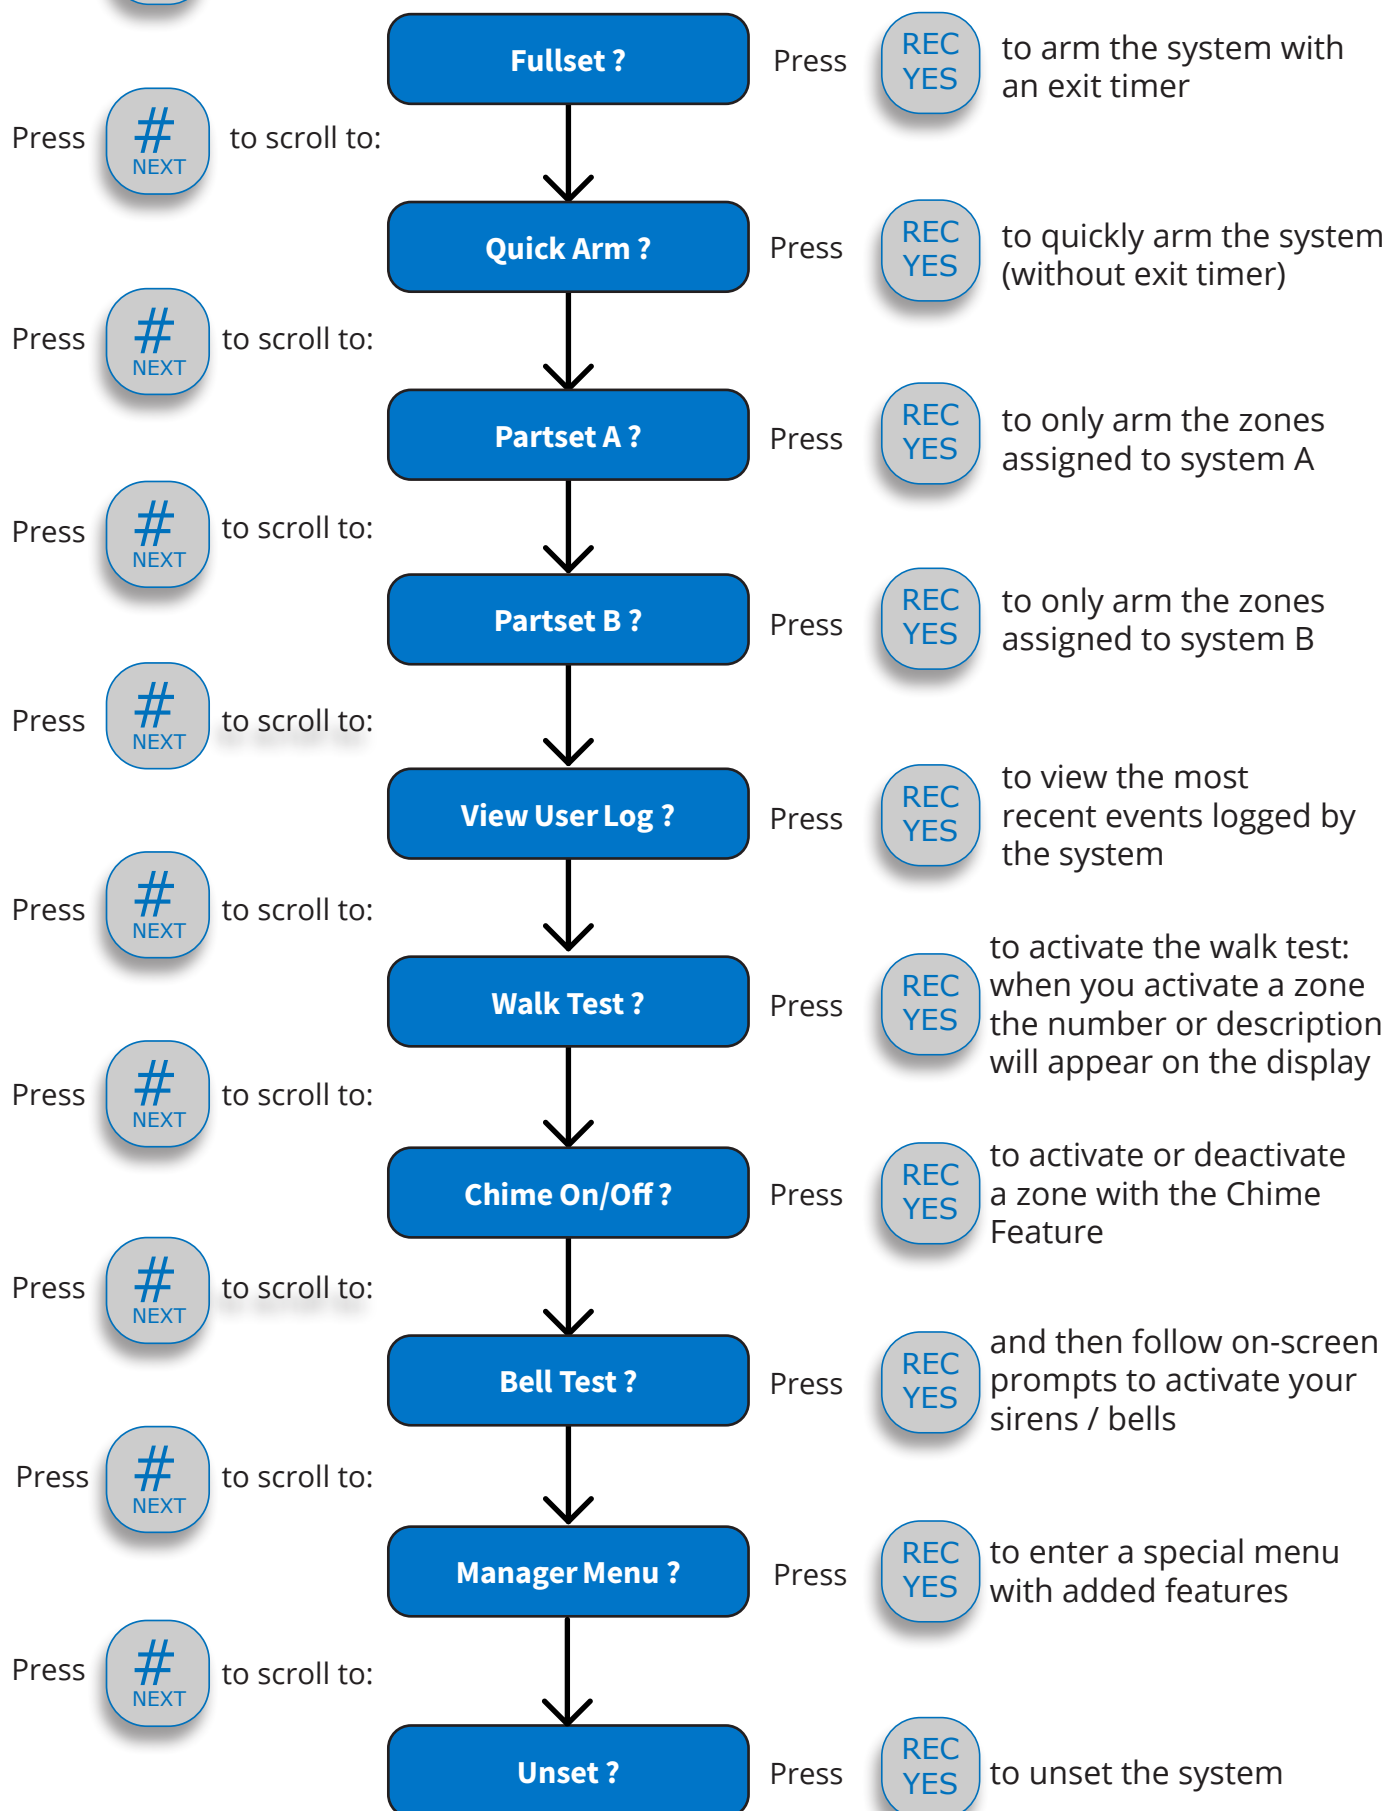 Fullset ?
Press
REC
YES
to arm the system with
an exit timer
Press
#
NEXT
to scroll to:
Quick Arm ?
Press
REC
YES
to quickly arm the system
(without exit timer)
Press
#
NEXT
to scroll to:
Partset A ?
Press
REC
YES
to only arm the zones
assigned to system A
Press
#
NEXT
to scroll to:
Partset B ?
Press
REC
YES
to only arm the zones
assigned to system B
Press
#
NEXT
to scroll to:
View User Log ?
Press
REC
YES
to view the most
recent events logged by
the system
Press
#
NEXT
to scroll to:
Walk Test ?
Press
REC
YES
to activate the walk test:
when you activate a zone
the number or description
will appear on the display
Press
#
NEXT
to scroll to:
Chime On/Off ?
Press
REC
YES
to activate or deactivate
a zone with the Chime
Feature
Press
#
NEXT
to scroll to:
Bell Test ?
Press
REC
YES
and then follow on-screen
prompts to activate your
sirens / bells
Press
#
NEXT
to scroll to:
Manager Menu ?
Press
REC
YES
to enter a special menu
with added features
Press
#
NEXT
to scroll to:
Unset ?
Press
REC
YES
to unset the system